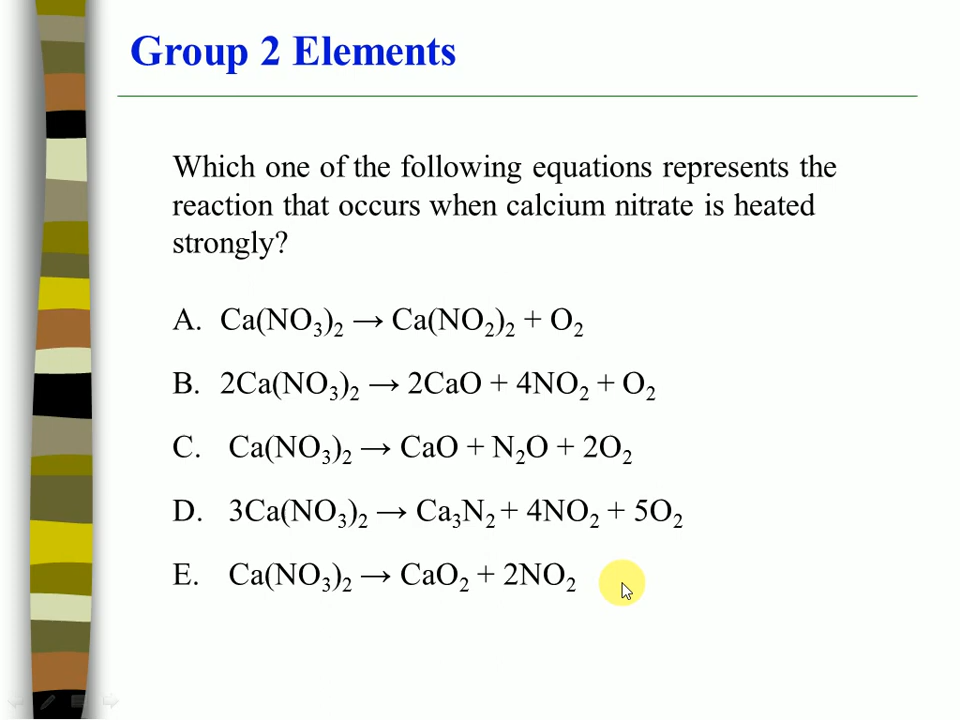 Group 2 Elements
Which one of the following equations represents the
reaction that occurs when calcium nitrate is heated
strongly?
A. Ca(NO₃)₂ → Ca(NO₂)₂ + O₂
B. 2Ca(NO₃)₂ → 2CaO + 4NO₂ + O₂
C. Ca(NO₃)₂ → CaO + N₂O + 2O₂
D. 3Ca(NO₃)₂ → Ca₃N₂ + 4NO₂ + 5O₂
E. Ca(NO₃)₂ → CaO₂ + 2NO₂